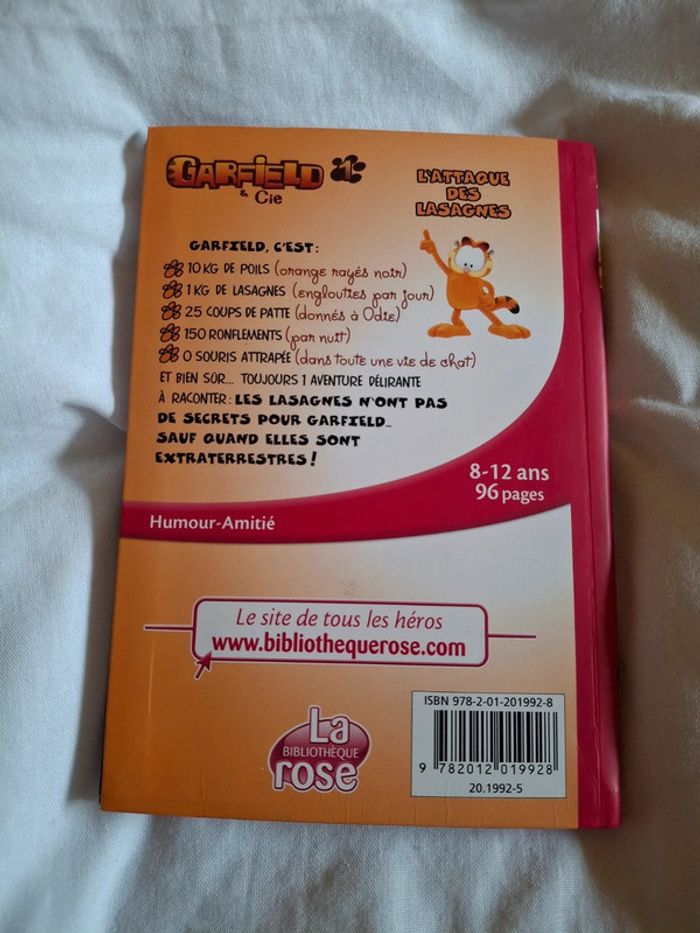 GARFIELD 1
& Cie
L'ATTAQUE
DES
LASAGNES
GARFIELD, C'EST :
10 KG DE POILS (orange rayés noir)
1 KG DE LASAGNES (englouties par jour)
25 COUPS DE PATTE (donnés à Odie)
150 RONFLEMENTS (par nuit)
0 SOURIS ATTRAPÉE (dans toute une vie de chat)
ET BIEN SÛR... TOUJOURS 1 AVENTURE DÉLIRANTE
À RACONTER : LES LASAGNES N'ONT PAS
DE SECRETS POUR GARFIELD...
SAUF QUAND ELLES SONT
EXTRATERRESTRES !
8-12 ans
96 pages
Humour-Amitié
Le site de tous les héros
www.bibliothequerose.com
La
BIBLIOTHÈQUE
rose
ISBN 978-2-01-201992-8
9 782012 019928
20.1992-5